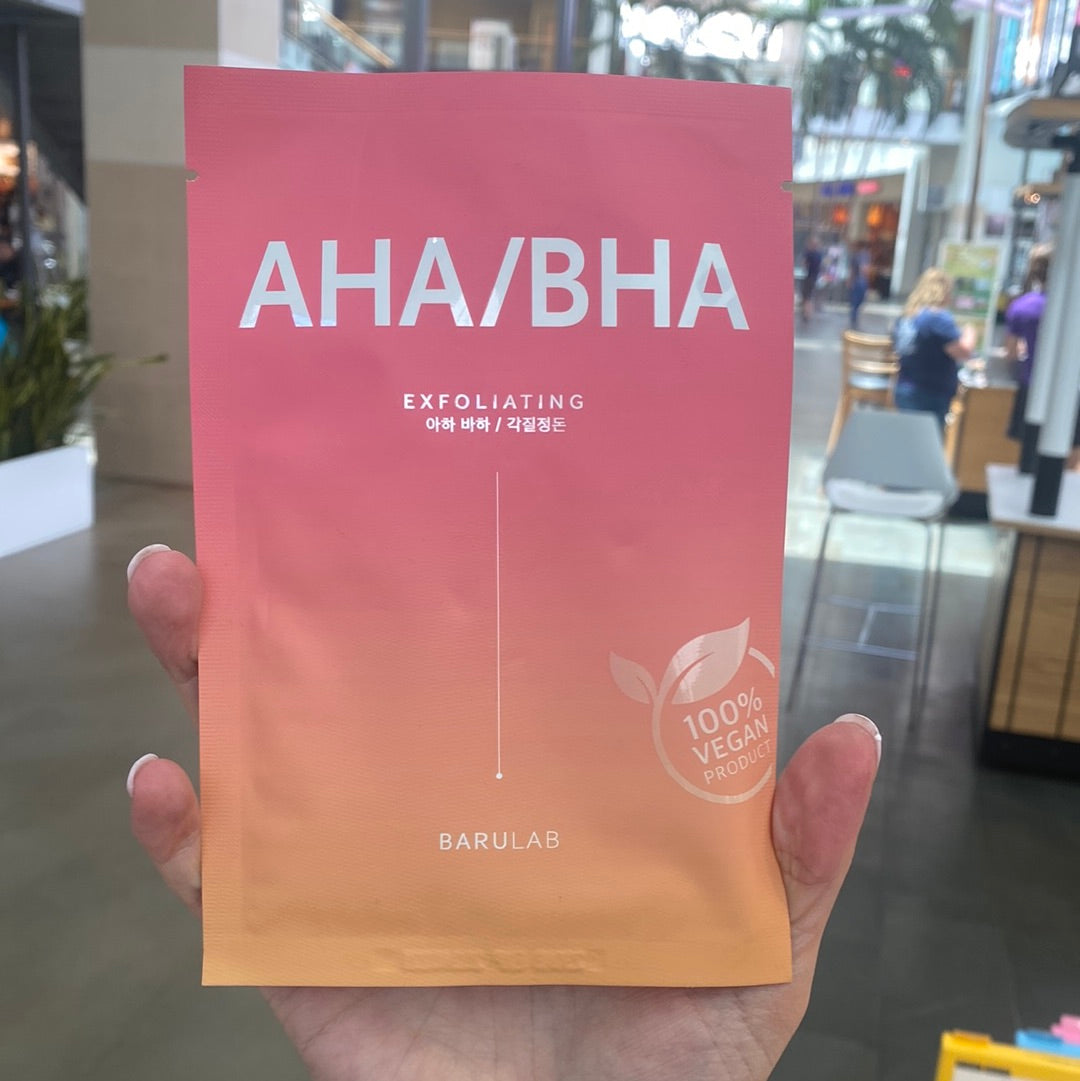 AHA/BHA
EXFOLIATING
아하 바하 / 각질정돈
100%
VEGAN
PRODUCT
BARULAB